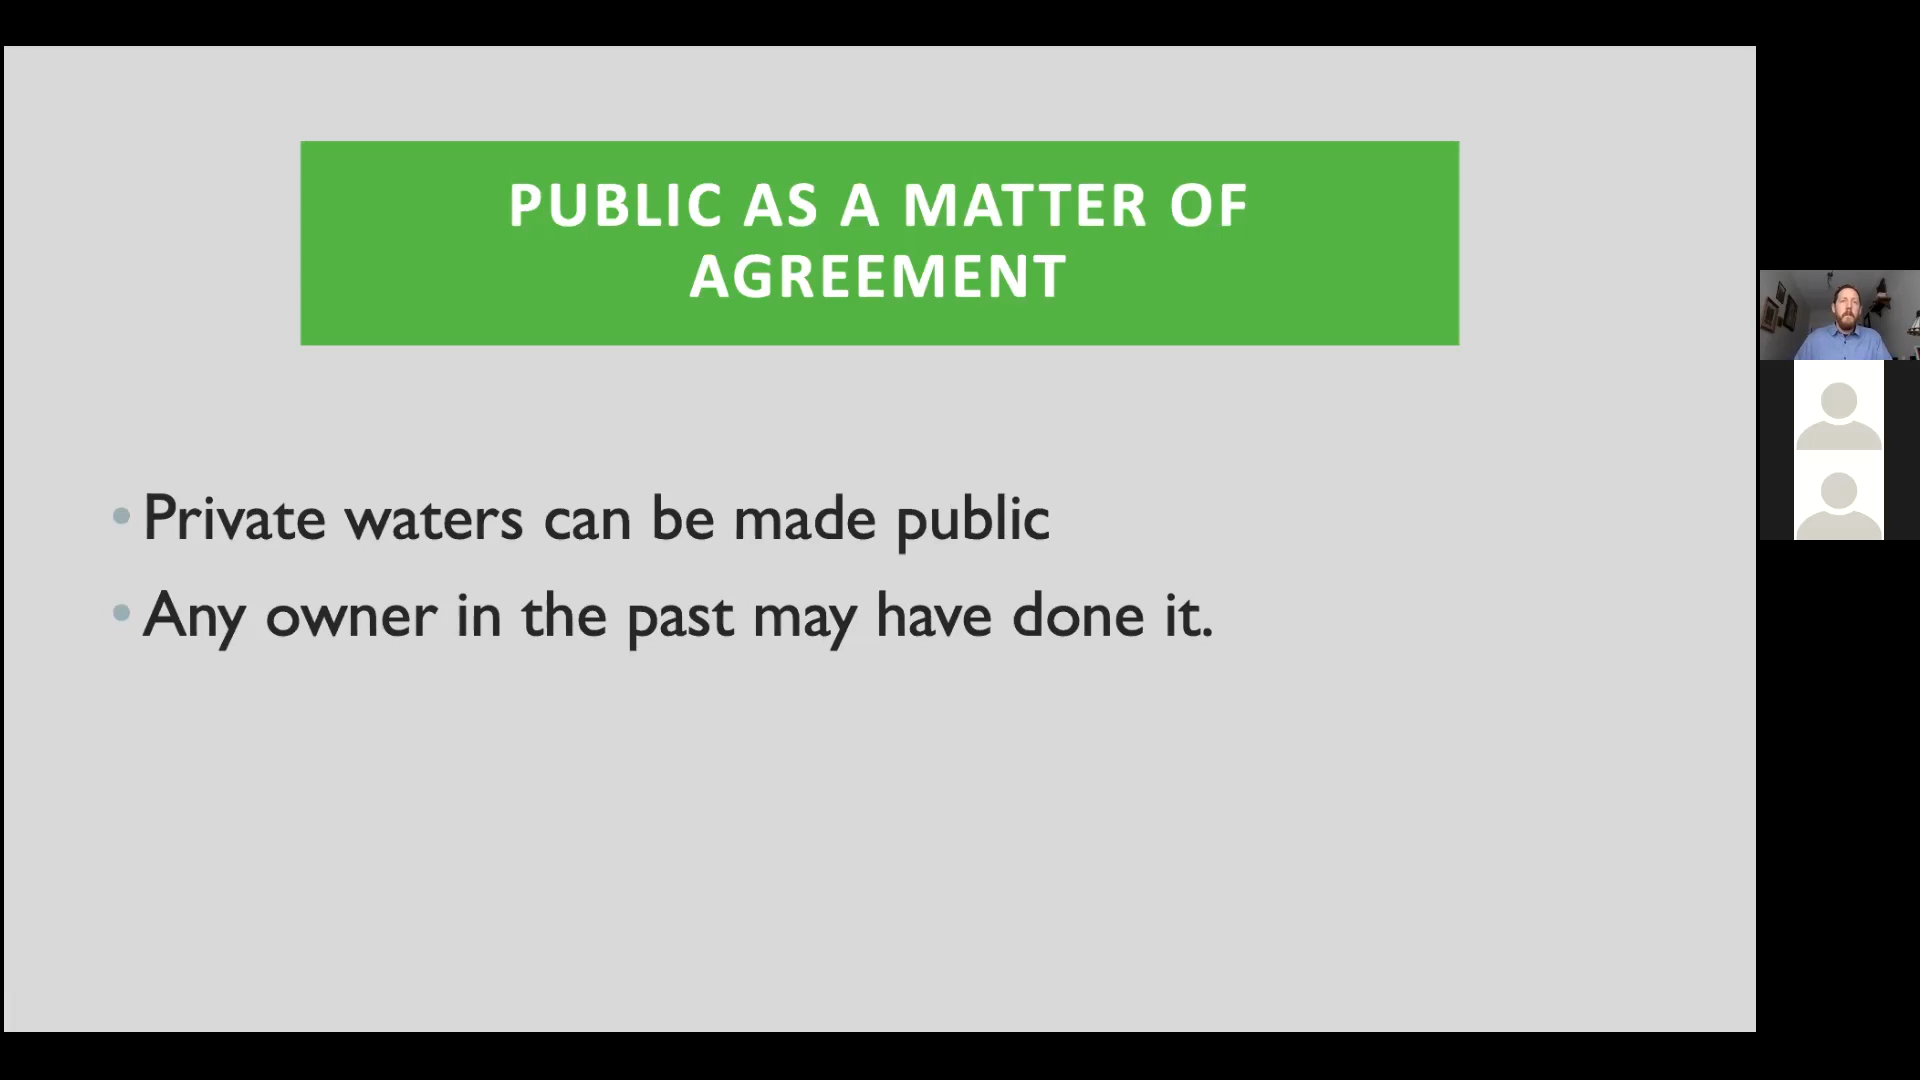 PUBLIC AS A MATTER OF
AGREEMENT
• Private waters can be made public
• Any owner in the past may have done it.